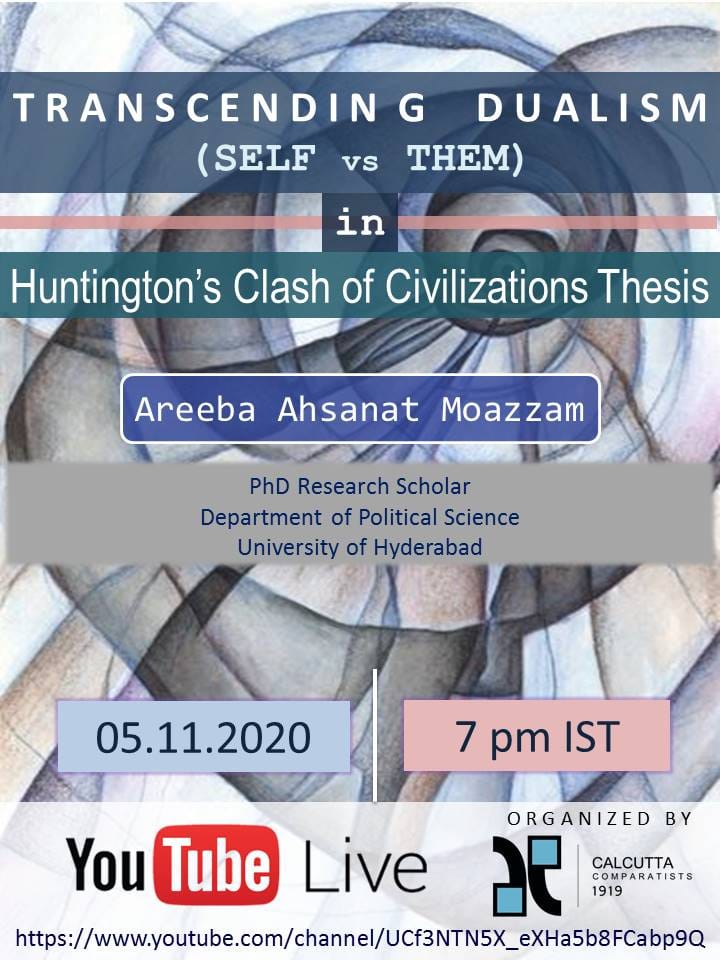 TRANSCENDING DUALISM
(SELF vs THEM)
in
Huntington's Clash of Civilizations Thesis
Areeba Ahsanat Moazzam
PhD Research Scholar
Department of Political Science
University of Hyderabad
05.11.2020
7 pm IST
ORGANIZED BY
YouTube Live
CALCUTTA
COMPARATISTS
1919
https://www.youtube.com/channel/UCf3NTN5X_eXHa5b8FCabp9Q